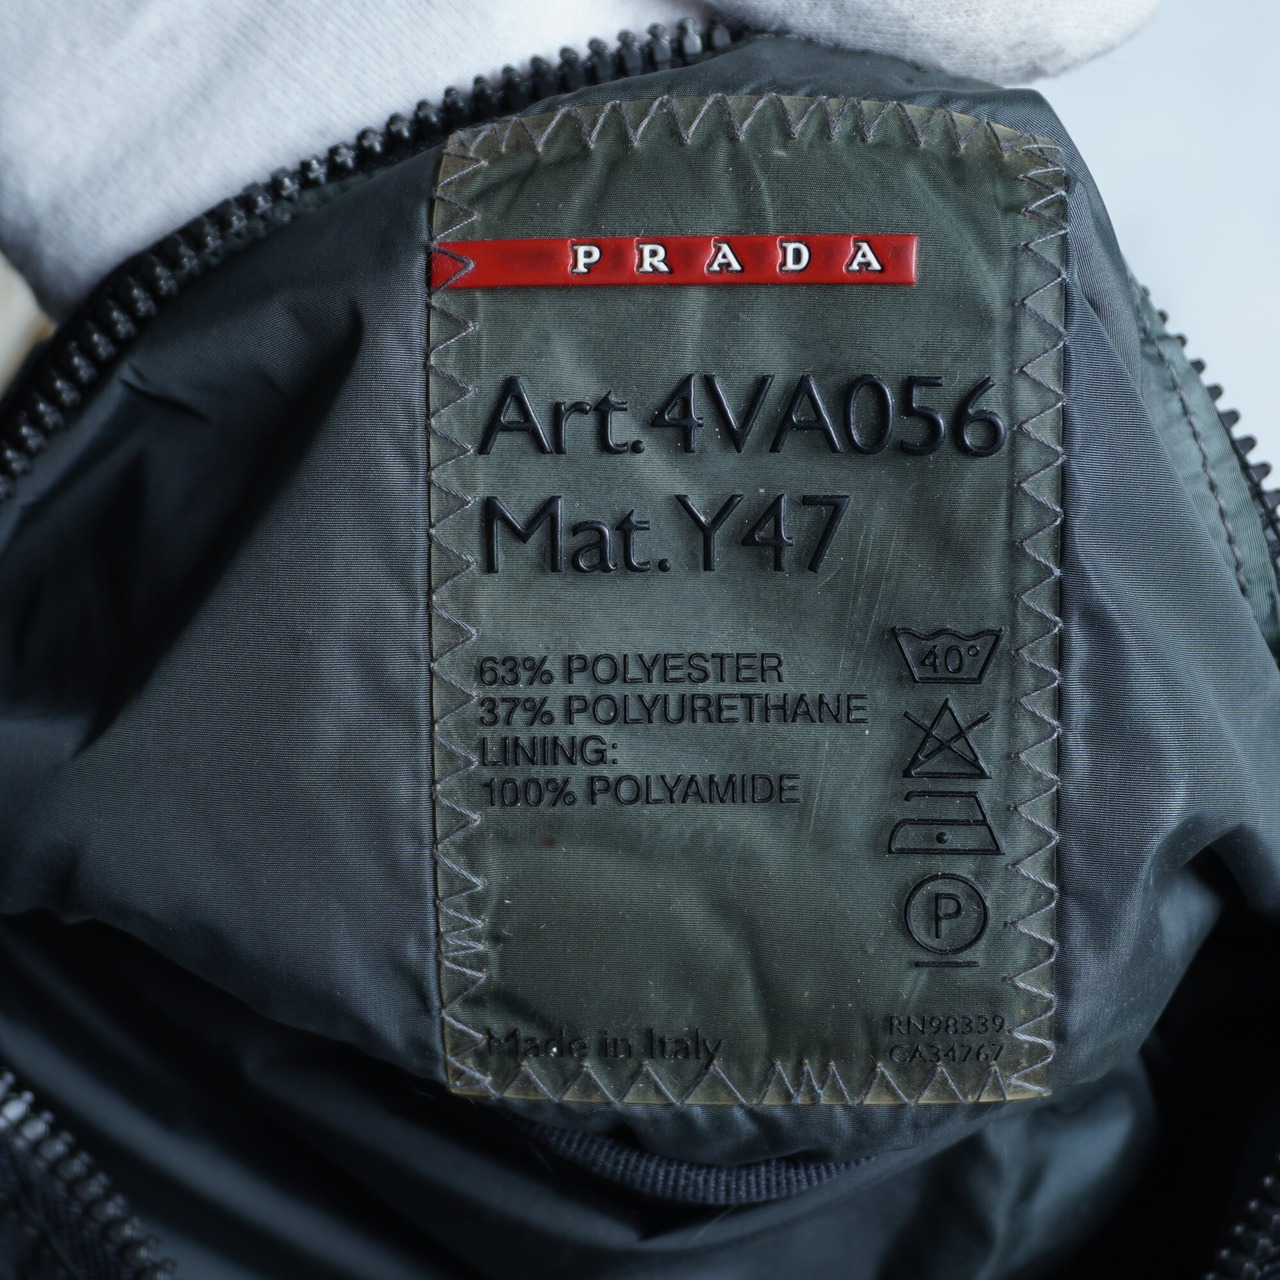 PRADA
Art.4VA056
Mat.Y47
63% POLYESTER
37% POLYURETHANE
LINING:
100% POLYAMIDE
40°
P
Made in Italy
RN98339
CA34767